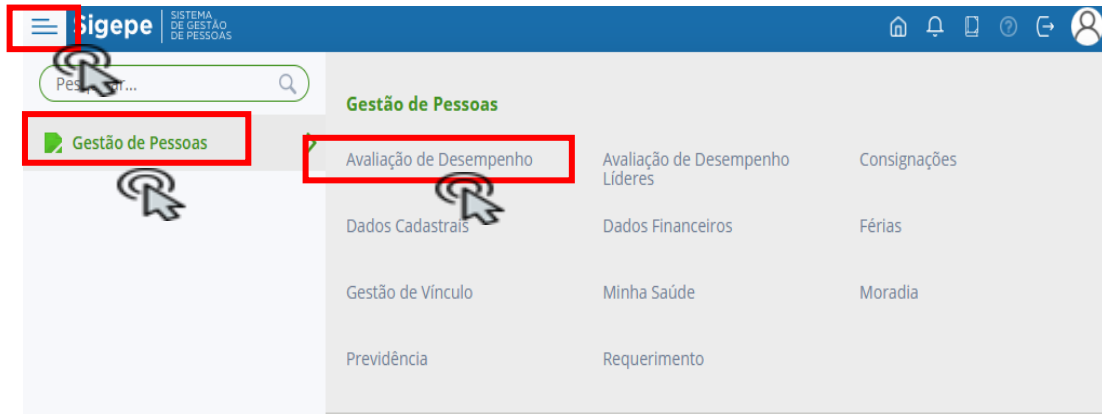 Sigepe
SISTEMA
DE GESTÃO
DE PESSOAS
Gestão de Pessoas
Gestão de Pessoas
Avaliação de Desempenho
Avaliação de Desempenho
Líderes
Consignações
Dados Cadastrais
Dados Financeiros
Férias
Gestão de Vínculo
Minha Saúde
Moradia
Previdência
Requerimento